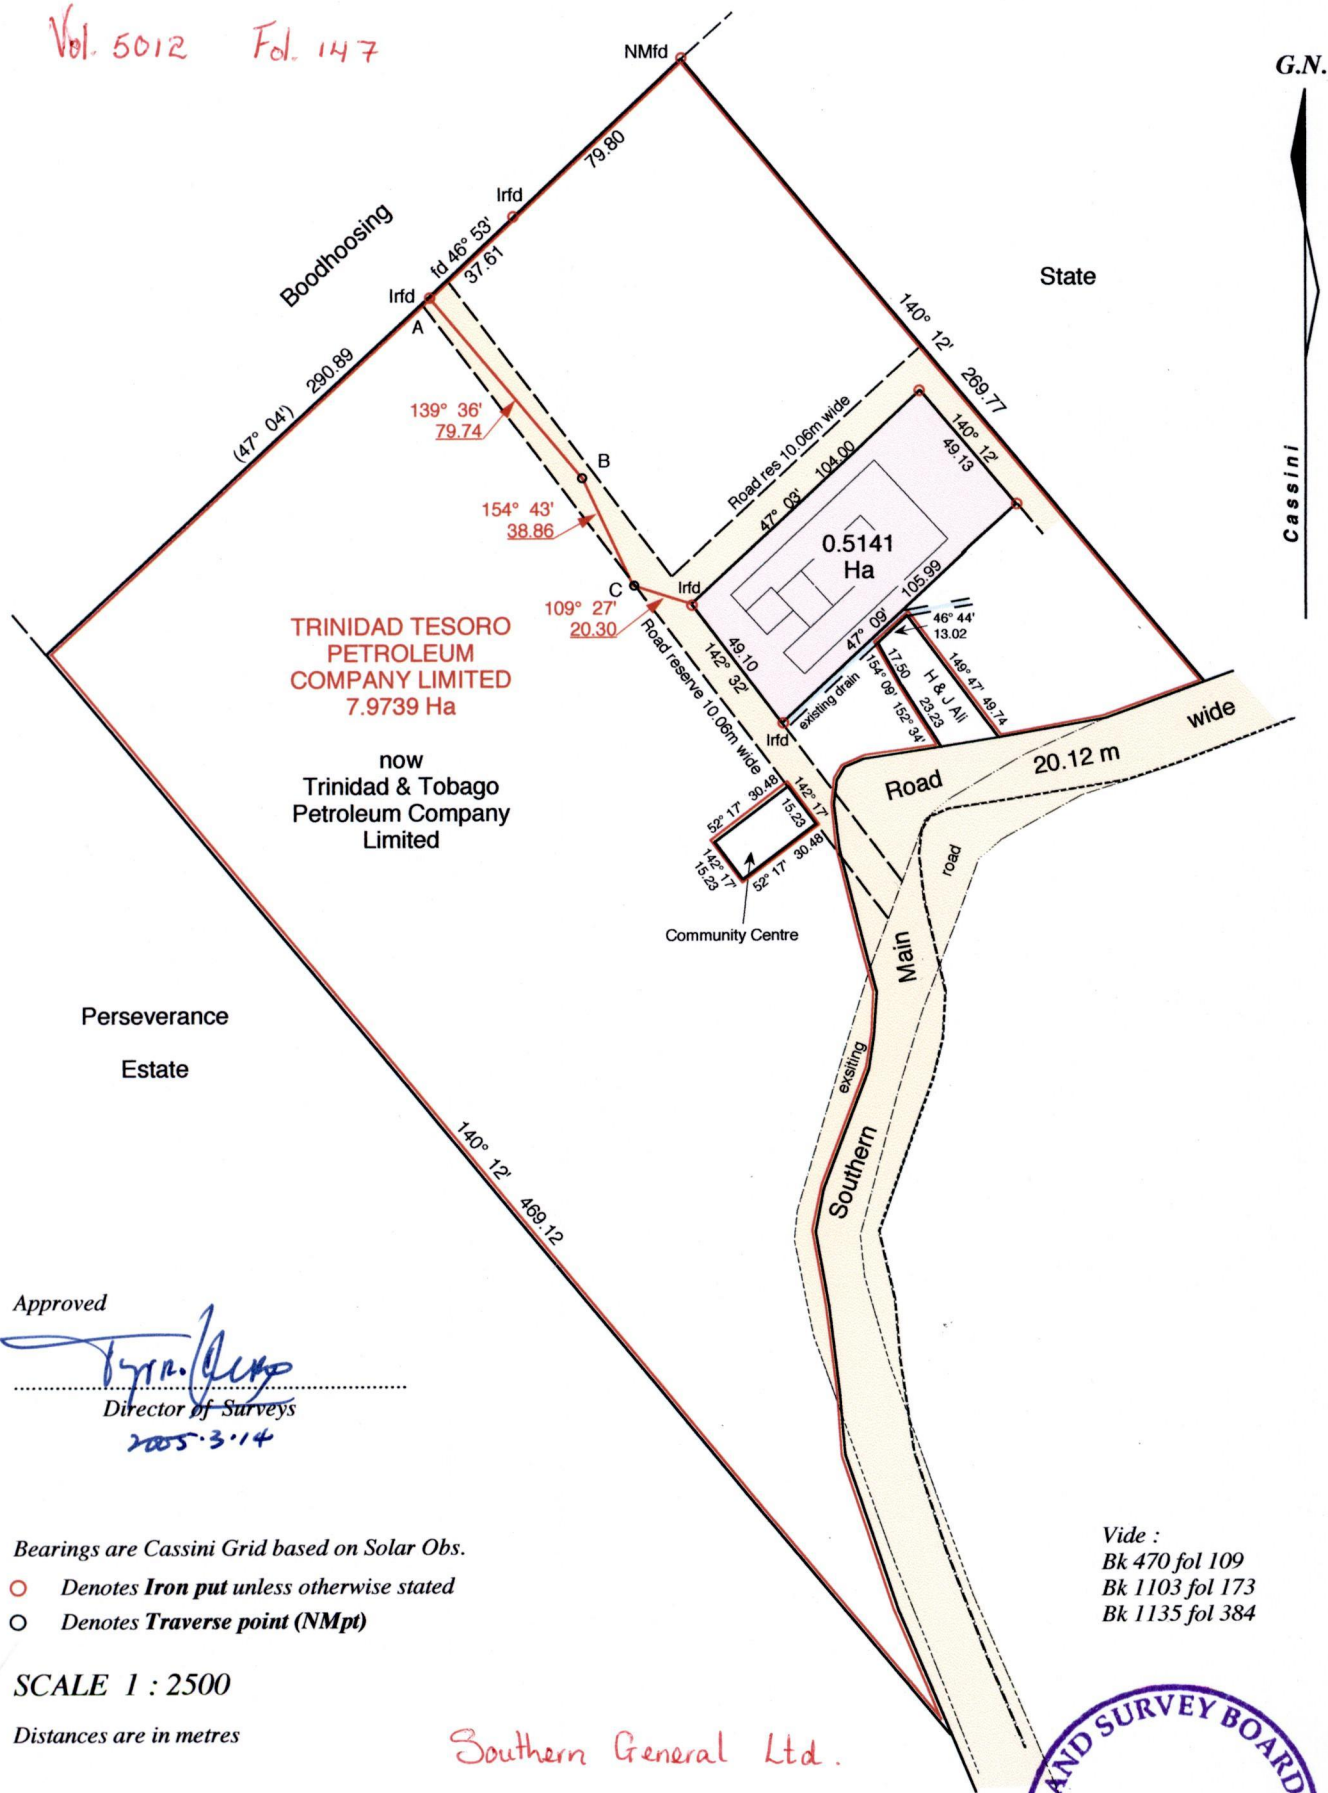 Vol. 5012 Fol. 147
NMfd
G.N.
79.80
Irfd
fd 46° 53'
37.61
Boodhoosing
Irfd
A
State
140° 12'
269.77
290.89
(47° 04')
139° 36'
79.74
Road res 10.06m wide
140° 12'
49.13
B
47° 03' 104.00
Cassini
154° 43'
38.86
0.5141
Ha
C
Irfd
109° 27'
20.30
47° 09' 105.99
46° 44'
13.02
TRINIDAD TESORO
PETROLEUM
COMPANY LIMITED
7.9739 Ha
Road reserve 10.06m wide
49.10
142° 32'
existing drain
17.50
154° 09' 152° 34'
23.23
H & J Ali
149° 47' 49.74
Irfd
now
Trinidad & Tobago
Petroleum Company
Limited
Road 20.12 m wide
52° 17' 30.48
142° 17'
15.23
142° 17'
15.23
52° 17' 30.48
road
Community Centre
Main
Perseverance
Estate
exsiting
Southern
140° 12' 469.12
Approved
Director of Surveys
2005.3.14
Bearings are Cassini Grid based on Solar Obs.
Denotes Iron put unless otherwise stated
Denotes Traverse point (NMpt)
Vide :
Bk 470 fol 109
Bk 1103 fol 173
Bk 1135 fol 384
SCALE 1 : 2500
Distances are in metres
Southern General Ltd.
AND SURVEY BOARD